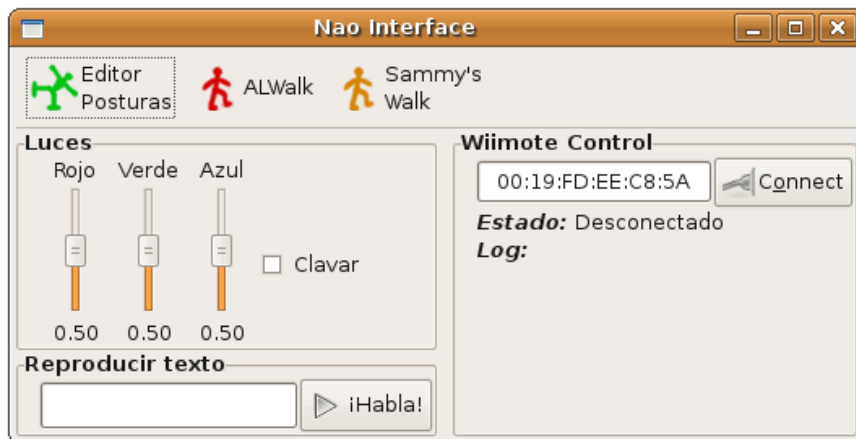 Nao Interface
Editor
Posturas
ALWalk
Sammy's
Walk
Luces
Rojo Verde Azul
Clavar
0.50 0.50 0.50
Reproducir texto
¡Habla!
Wiimote Control
00:19:FD:EE:C8:5A Connect
Estado: Desconectado
Log: